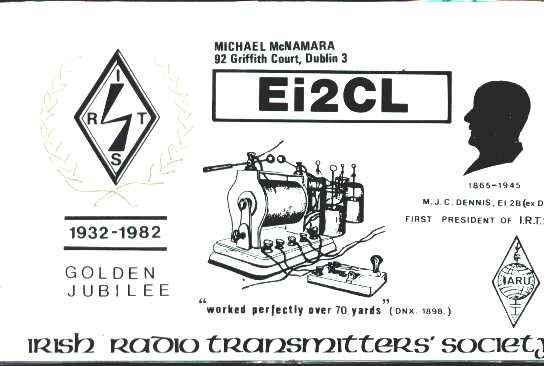 MICHAEL McNAMARA
92 Griffith Court, Dublin 3
Ei2CL
I
R T
S
1932-1982
GOLDEN
JUBILEE
1865-1945
M.J.C. DENNIS, EI 2B (ex D
FIRST PRESIDENT OF I.R.T.
IARU
"worked perfectly over 70 yards" (DNX. 1898.)
IRISH RADIO TRANSMITTERS' SOCIETY